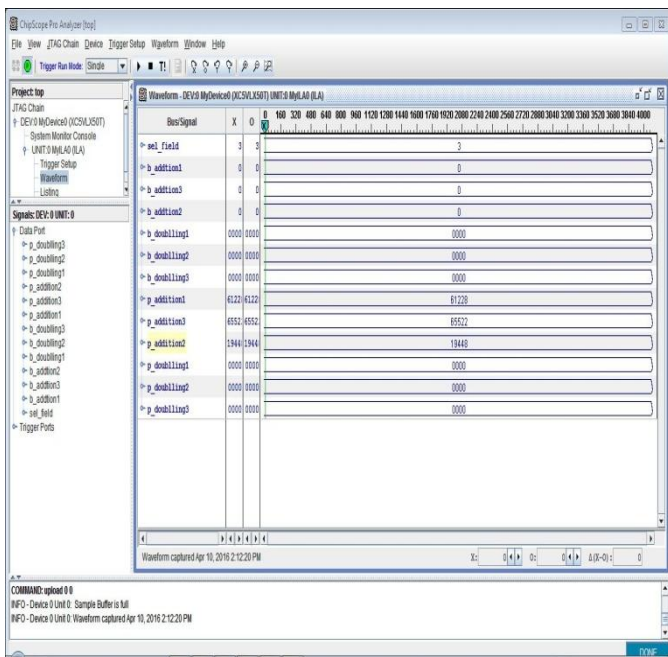 ChipScope Pro Analyzer [top]
File View JTAG Chain Device Trigger Setup Waveform Window Help
Trigger Run Mode: Single T!
Project: top
JTAG Chain
DEV:0 MyDevice0 (XC5VLX50T)
System Monitor Console
UNIT:0 MyILA0 (ILA)
Trigger Setup
Waveform
Listing
Signals: DEV: 0 UNIT: 0
Data Port
p_doubling3
p_doubling2
p_doubling1
p_addition2
p_addition3
p_addition1
b_doubling3
b_doubling2
b_doubling1
b_addtion2
b_addtion3
b_addtion1
sel_field
Trigger Ports
Waveform - DEV:0 MyDevice0 (XC5VLX50T) UNIT:0 MyILA0 (ILA)
Bus/Signal X O 0 160 320 480 640 800 960 1120 1280 1440 1600 1760 1920 2080 2240 2400 2560 2720 2880 3040 3200 3360 3520 3680 3840 4000
sel_field 3 3 3
b_addtion1 0 0 0
b_addtion3 0 0 0
b_addtion2 0 0 0
b_doublling1 0000 0000 0000
b_doublling2 0000 0000 0000
b_doublling3 0000 0000 0000
p_addition1 6122 6122 61228
p_addition3 6552 6552 65522
p_addition2 1944 1944 19448
p_doublling1 0000 0000 0000
p_doublling2 0000 0000 0000
p_doublling3 0000 0000 0000
Waveform captured Apr 10, 2016 2:12:20 PM X: 0 O: 0 Δ(X-O): 0
COMMAND: upload 0 0
INFO - Device 0 Unit 0: Sample Buffer is full
INFO - Device 0 Unit 0: Waveform captured Apr 10, 2016 2:12:20 PM
DONE